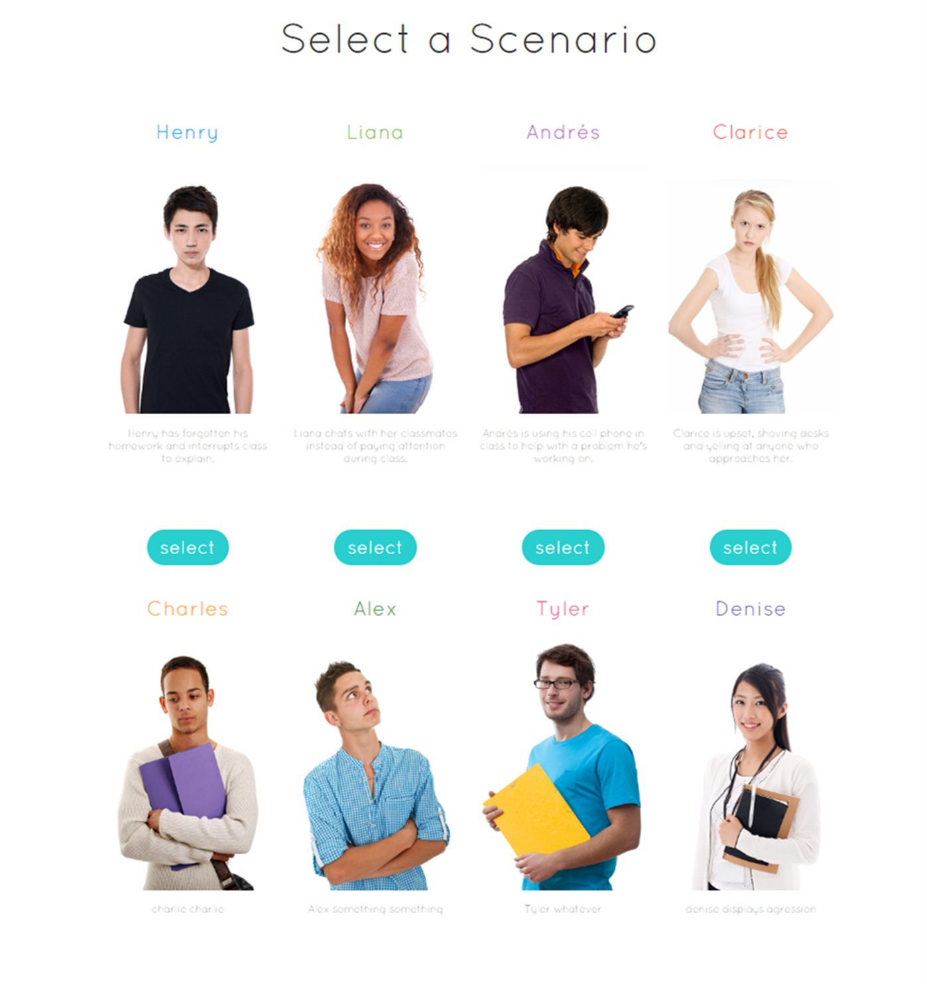 Select a Scenario
Henry
Liana
Andrés
Clarice
Henry has forgotten his
homework and interrupts class
to explain.
Liana chats with her classmates
instead of paying attention
during class.
Andrés is using his cell phone in
class to help with a problem he's
working on.
Clarice is upset, shoving desks
and yelling at anyone who
approaches her.
select
select
select
select
Charles
Alex
Tyler
Denise
charlie charlie
Alex something something
Tyler whatever
denise displays agression